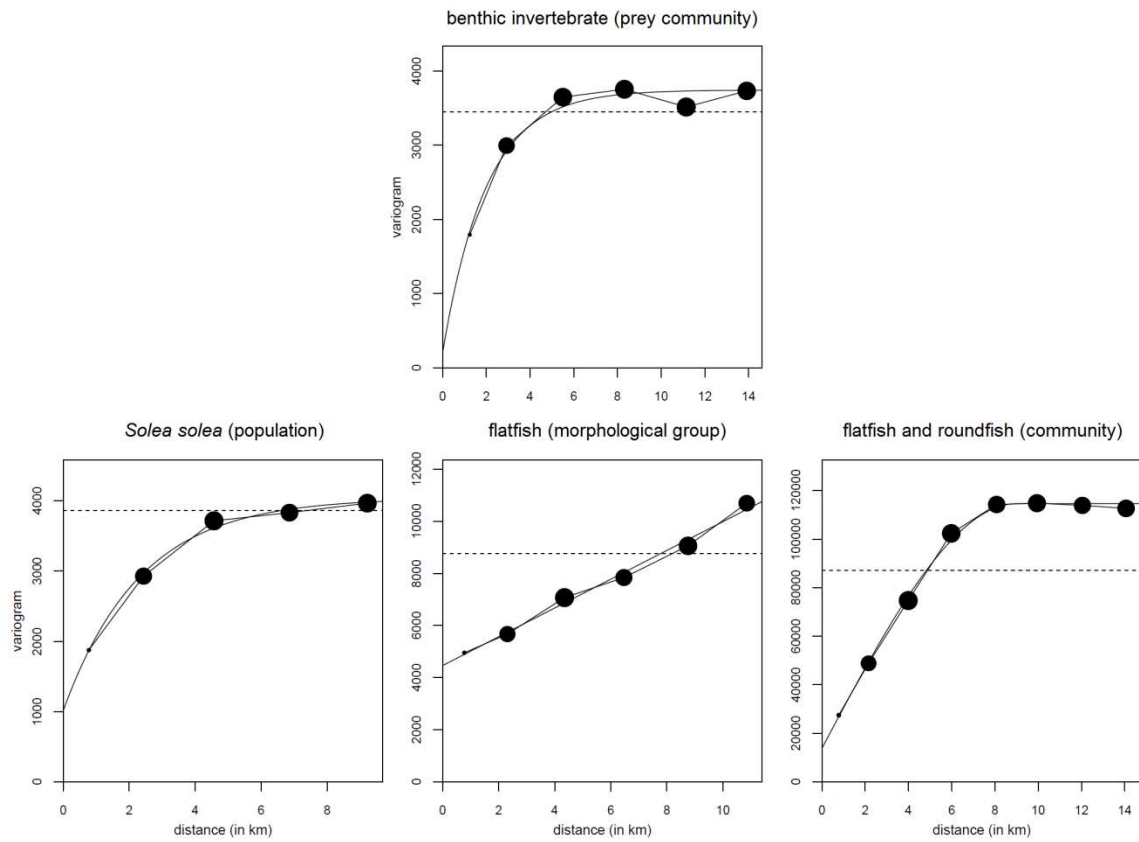 benthic invertebrate (prey community)
variogram
0 1000 2000 3000 4000
0 2 4 6 8 10 12 14
Solea solea (population)
variogram
0 1000 2000 3000 4000
0 2 4 6 8
distance (in km)
flatfish (morphological group)
0 2000 4000 6000 8000 10000 12000
0 2 4 6 8 10
distance (in km)
flatfish and roundfish (community)
0 20000 40000 60000 80000 100000 120000
0 2 4 6 8 10 12 14
distance (in km)